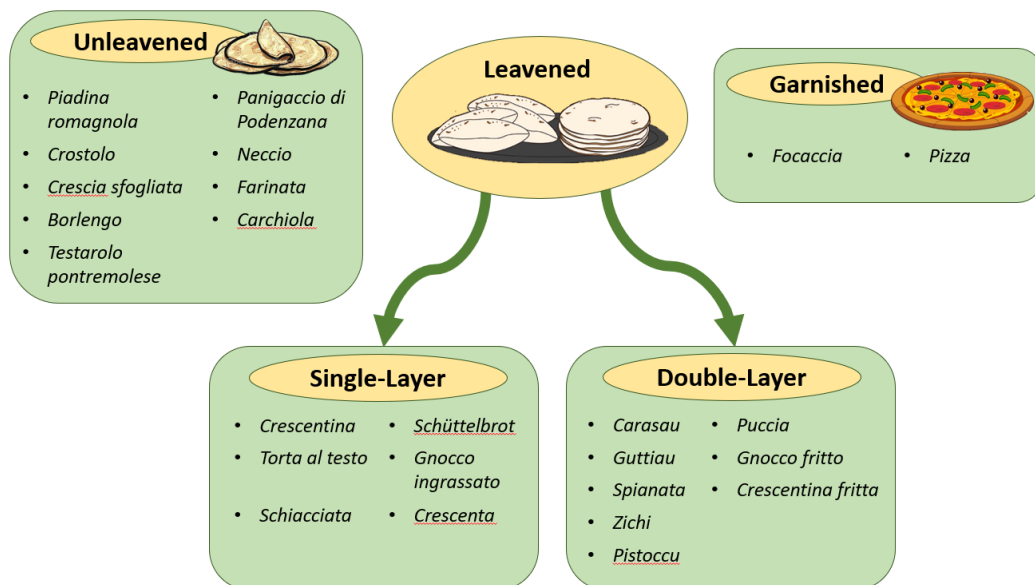 Unleavened
• Piadina
romagnola
• Crostolo
• Crescia sfogliata
• Borlengo
• Testarolo
pontremolese
• Panigaccio di
Podenzana
• Neccio
• Farinata
• Carchiola
Leavened
Garnished
• Focaccia
• Pizza
Single-Layer
• Crescentina
• Torta al testo
• Schiacciata
• Schüttelbrot
• Gnocco
ingrassato
• Crescenta
Double-Layer
• Carasau
• Guttiau
• Spianata
• Zichi
• Pistoccu
• Puccia
• Gnocco fritto
• Crescentina fritta